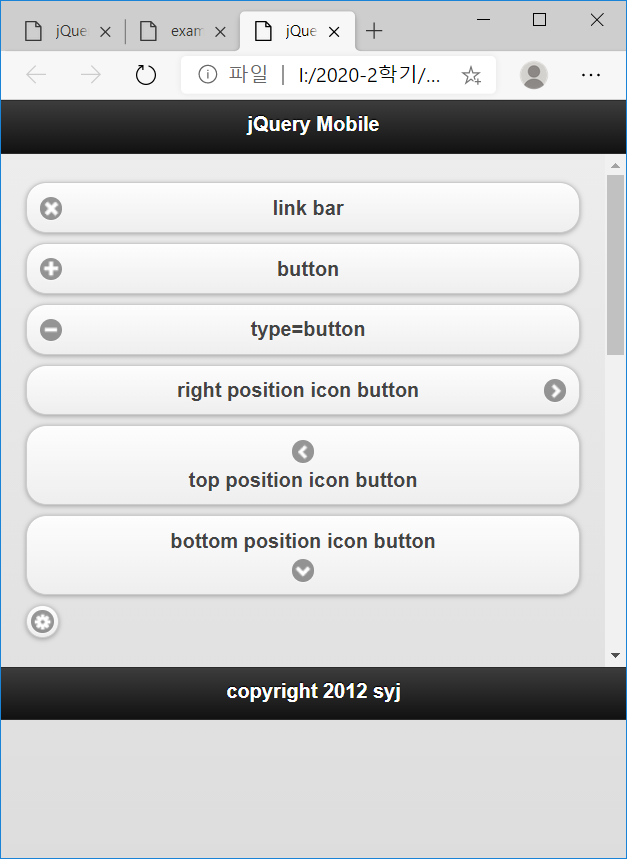 jQue
exam
jQue
파일 | I:/2020-2학기/...
jQuery Mobile
link bar
button
type=button
right position icon button
top position icon button
bottom position icon button
copyright 2012 syj